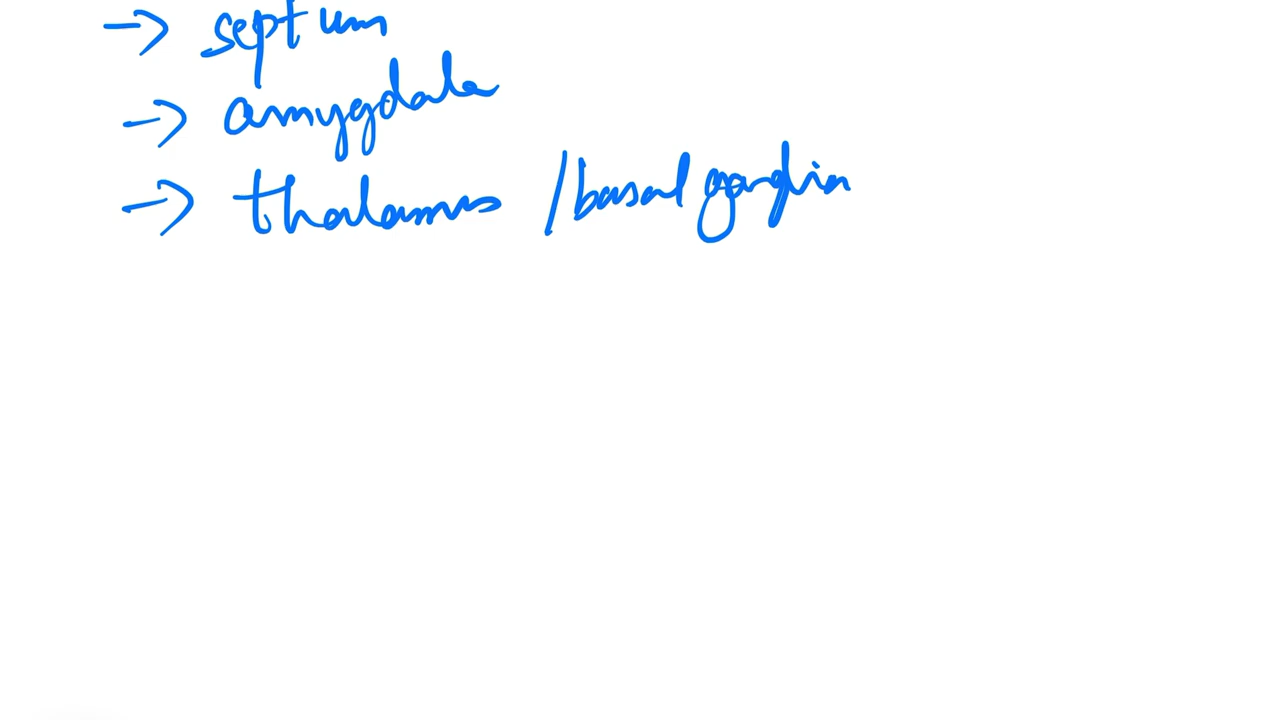 → septum
→ amygdala
→ thalamus / basal ganglia